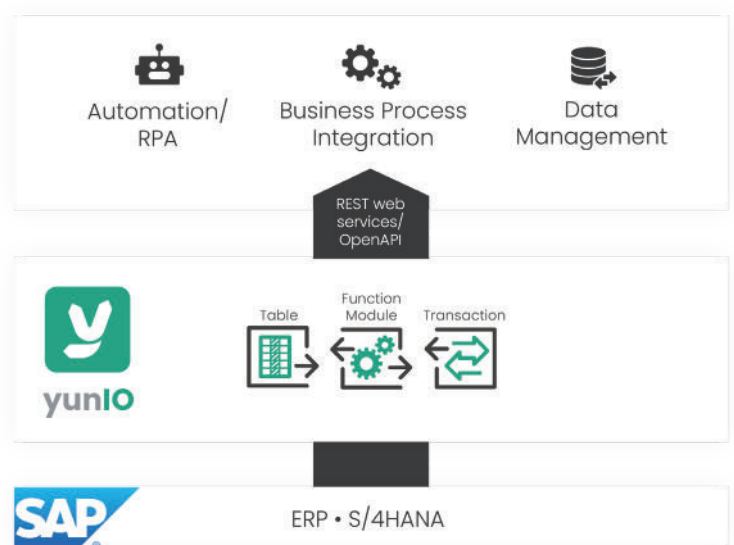 Automation/
RPA
Business Process
Integration
Data
Management
REST web
services/
OpenAPI
yunIO
Table
Function
Module
Transaction
SAP
ERP • S/4HANA